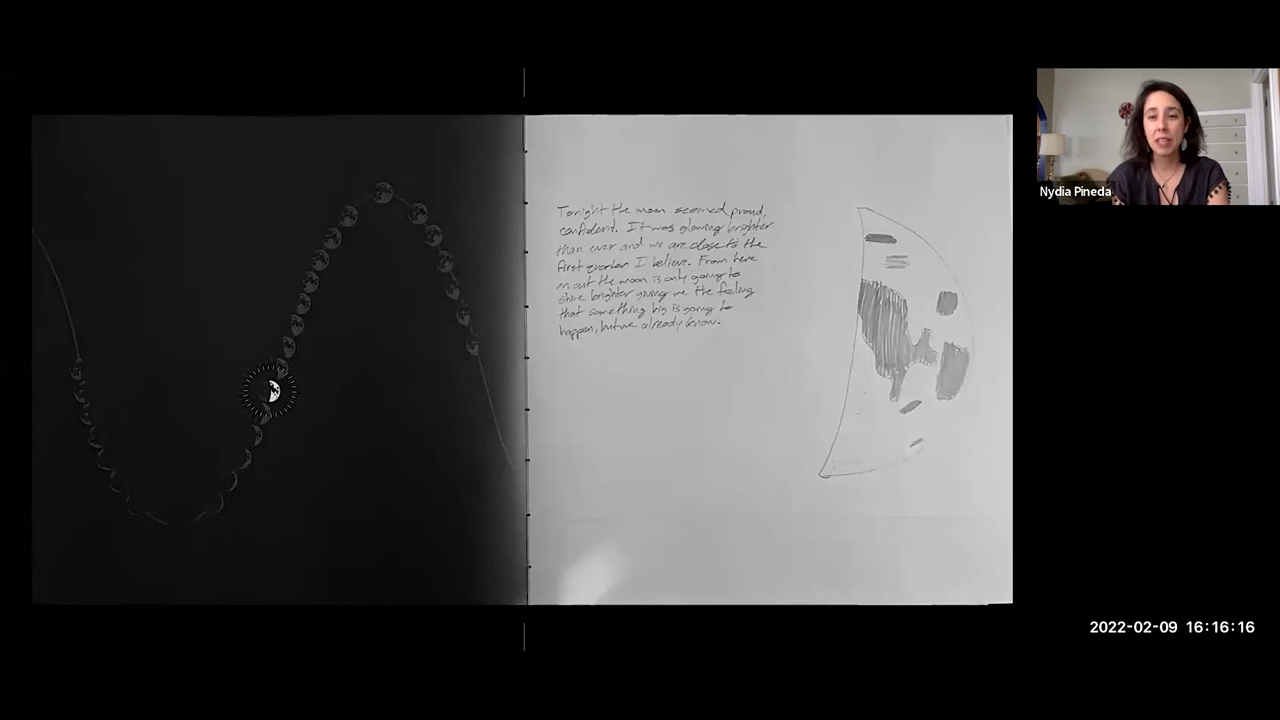 Tonight the moon seemed proud,
confident. It was glowing brighter
than ever and we are close to the
first quarter I believe. From here
on out the moon is only going to
shine brighter giving me the feeling
that something big is going to
happen, but we already know.
Nydia Pineda
2022-02-09 16:16:16